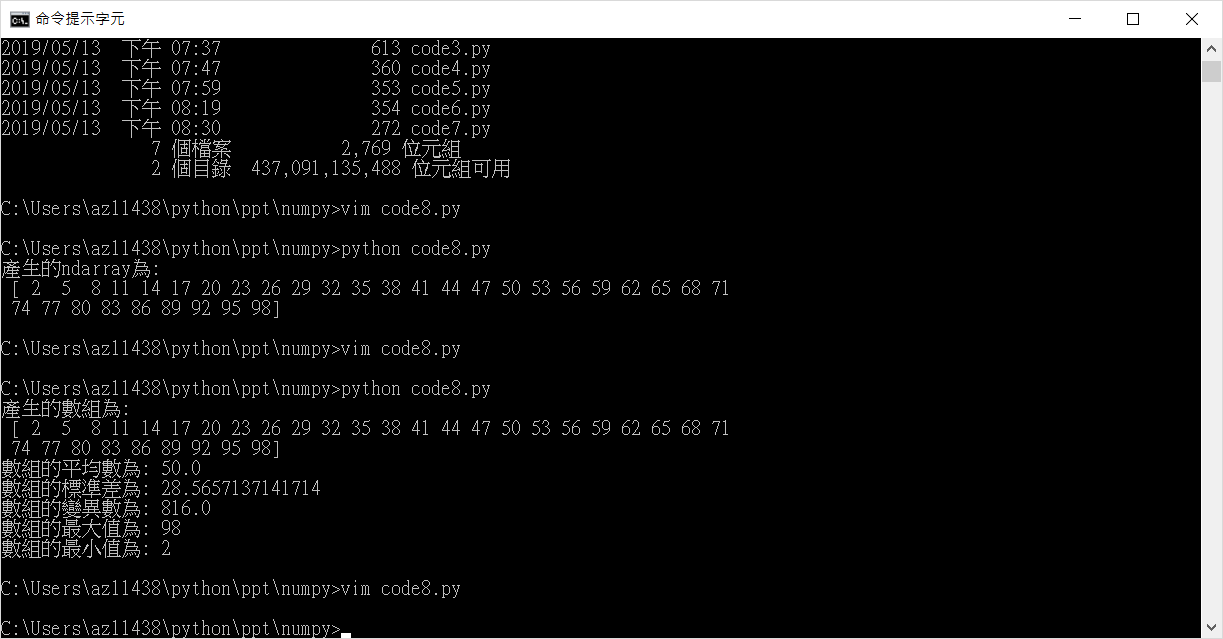 命令提示字元
2019/05/13  下午 07:37               613 code3.py
2019/05/13  下午 07:47               360 code4.py
2019/05/13  下午 07:59               353 code5.py
2019/05/13  下午 08:19               354 code6.py
2019/05/13  下午 08:30               272 code7.py
               7 個檔案           2,769 位元組
               2 個目錄  437,091,135,488 位元組可用
C:\Users\az11438\python\ppt\numpy>vim code8.py
C:\Users\az11438\python\ppt\numpy>python code8.py
產生的ndarray為:
 [ 2  5  8 11 14 17 20 23 26 29 32 35 38 41 44 47 50 53 56 59 62 65 68 71
 74 77 80 83 86 89 92 95 98]
C:\Users\az11438\python\ppt\numpy>vim code8.py
C:\Users\az11438\python\ppt\numpy>python code8.py
產生的數組為:
 [ 2  5  8 11 14 17 20 23 26 29 32 35 38 41 44 47 50 53 56 59 62 65 68 71
 74 77 80 83 86 89 92 95 98]
數組的平均數為: 50.0
數組的標準差為: 28.5657137141714
數組的變異數為: 816.0
數組的最大值為: 98
數組的最小值為: 2
C:\Users\az11438\python\ppt\numpy>vim code8.py
C:\Users\az11438\python\ppt\numpy>